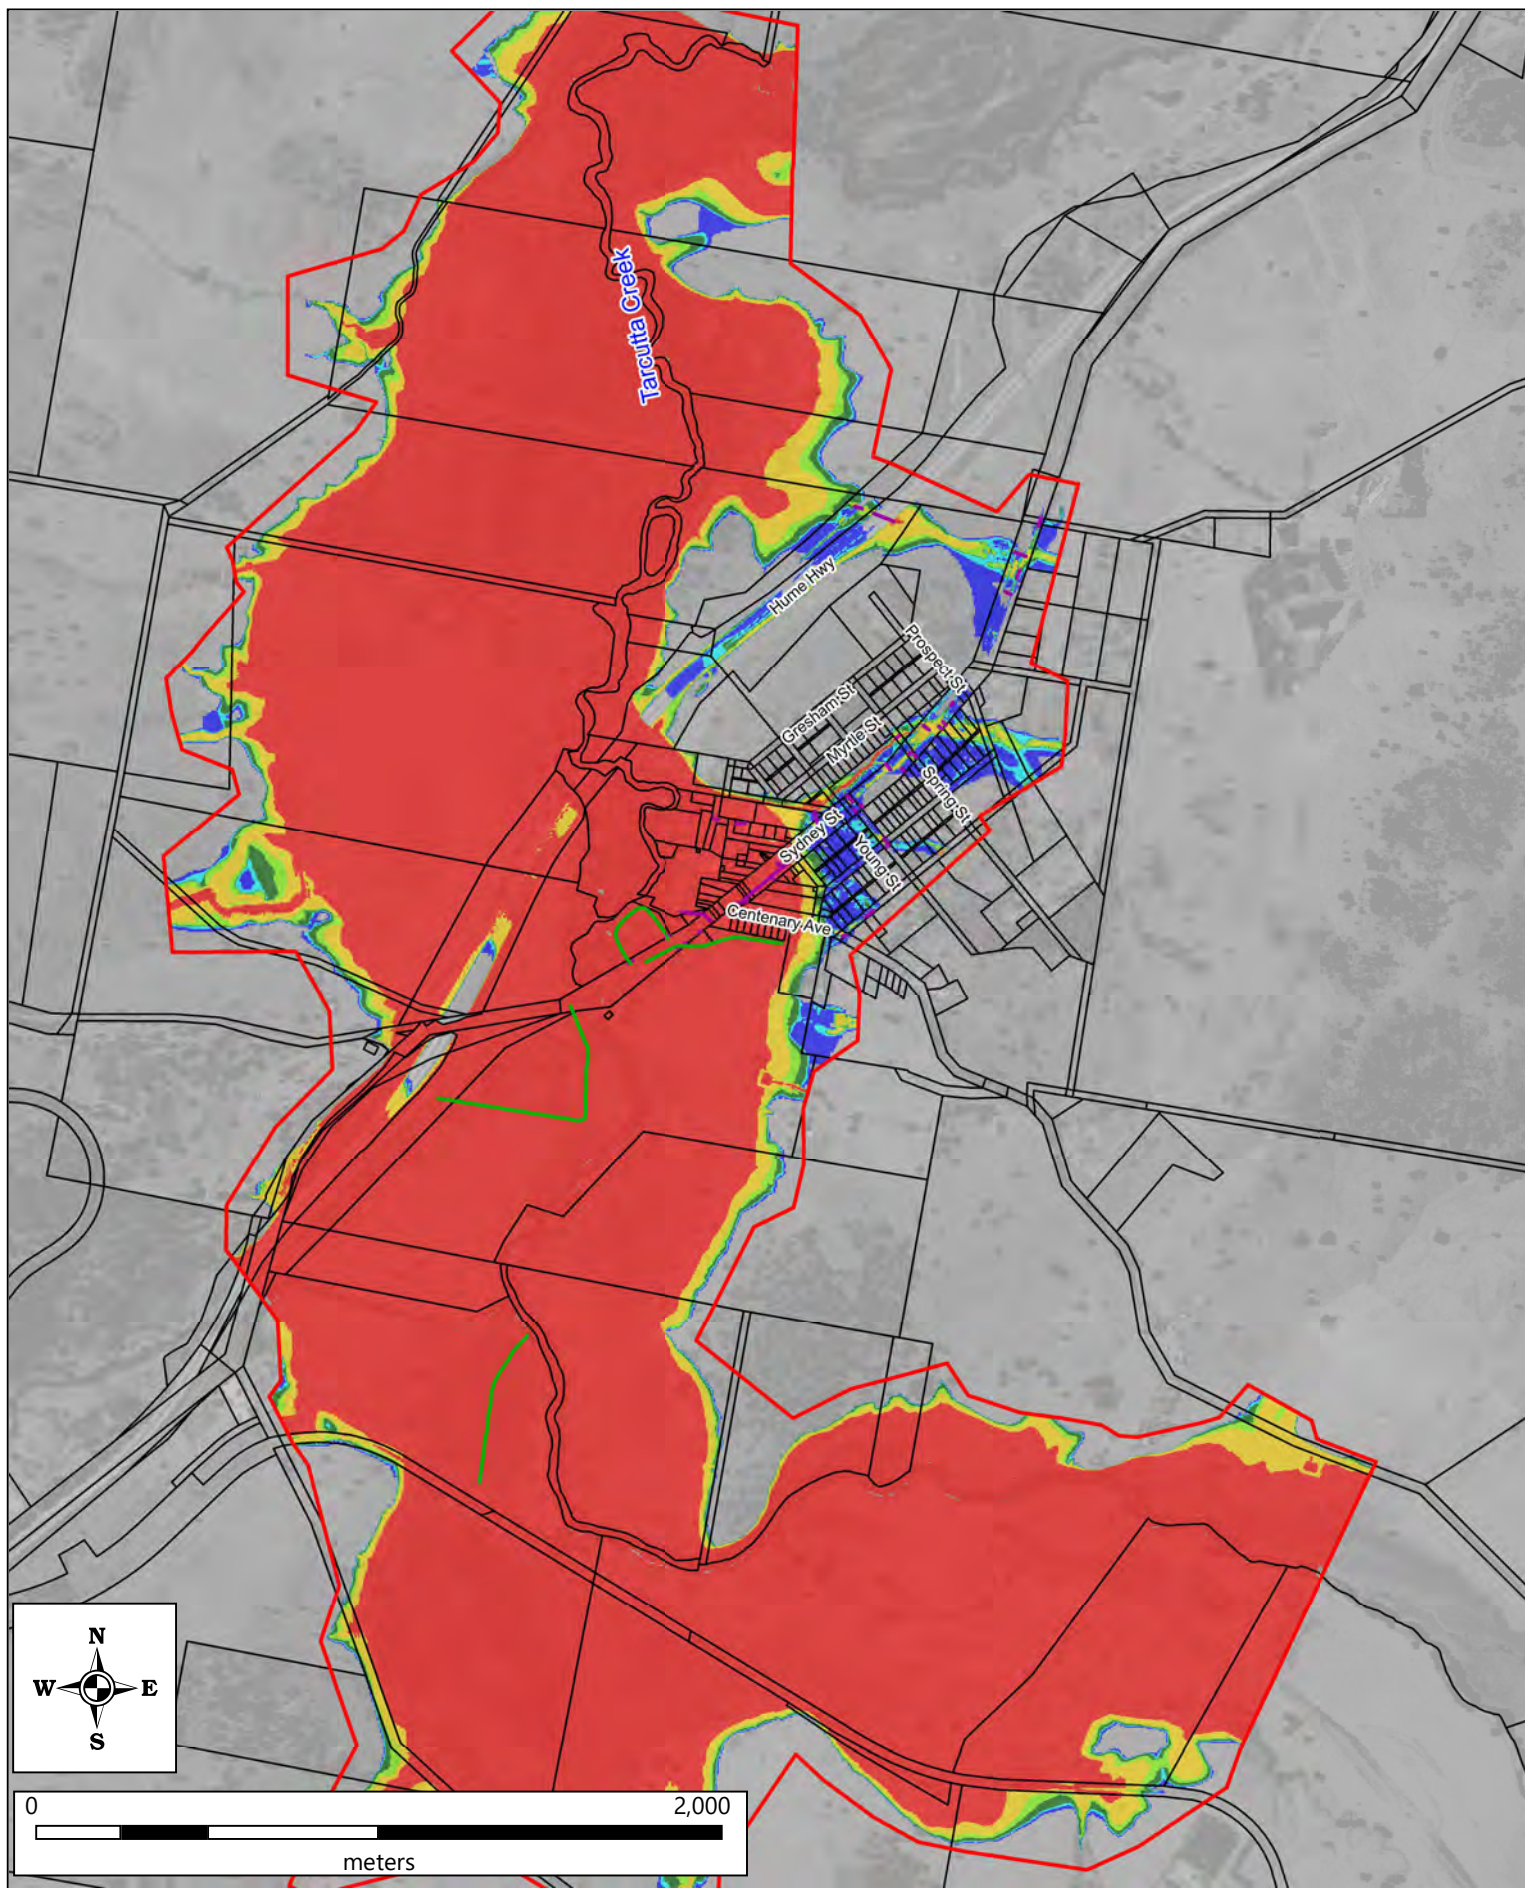 Tarcutta Creek
Hume Hwy
Prospect St
Gresham St
Myrtle St
Spring St
Sydney St
Young St
Centenary Ave
N
W E
S
0 2,000
meters